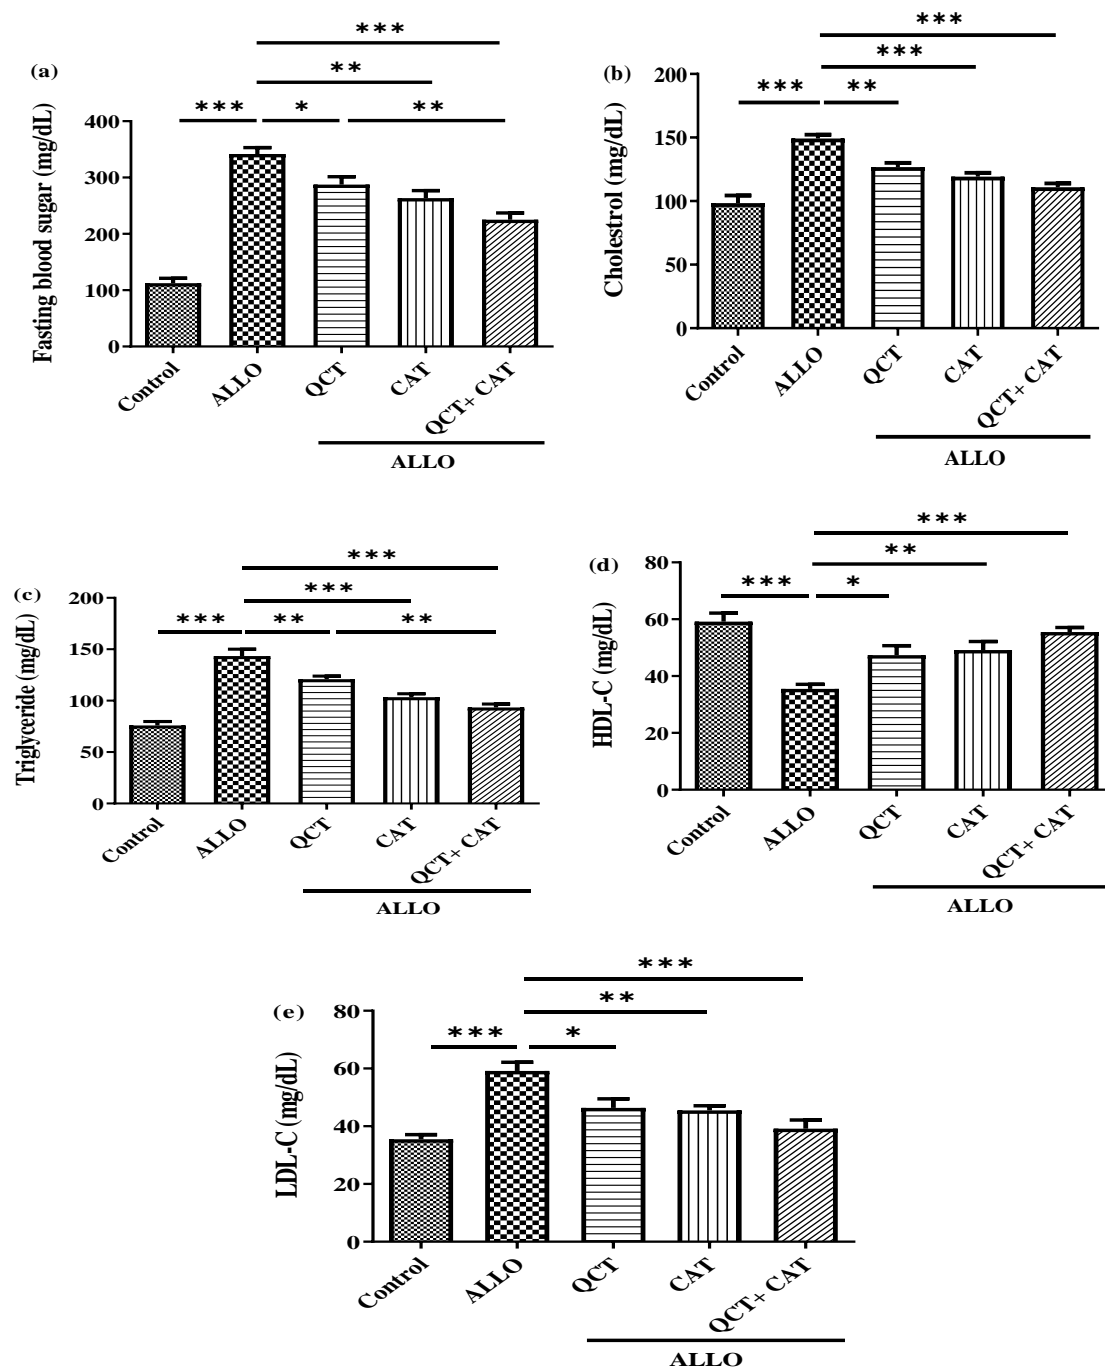 (a)
***
**
*** * **
Fasting blood sugar (mg/dL)
400
300
200
100
0
Control
ALLO
QCT
CAT
QCT+ CAT
ALLO
(b)
***
***
*** **
Cholestrol (mg/dL)
200
150
100
50
0
Control
ALLO
QCT
CAT
QCT+ CAT
ALLO
(c)
***
***
*** ** **
Triglyceride (mg/dL)
200
150
100
50
0
Control
ALLO
QCT
CAT
QCT+ CAT
ALLO
(d)
***
**
*** *
HDL-C (mg/dL)
80
60
40
20
0
Control
ALLO
QCT
CAT
QCT+ CAT
ALLO
(e)
***
**
*** *
LDL-C (mg/dL)
80
60
40
20
0
Control
ALLO
QCT
CAT
QCT+ CAT
ALLO